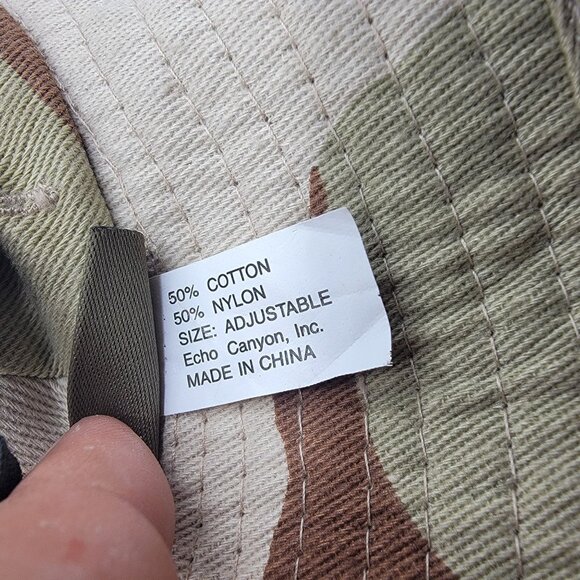 50% COTTON
50% NYLON
SIZE: ADJUSTABLE
Echo Canyon, Inc.
MADE IN CHINA